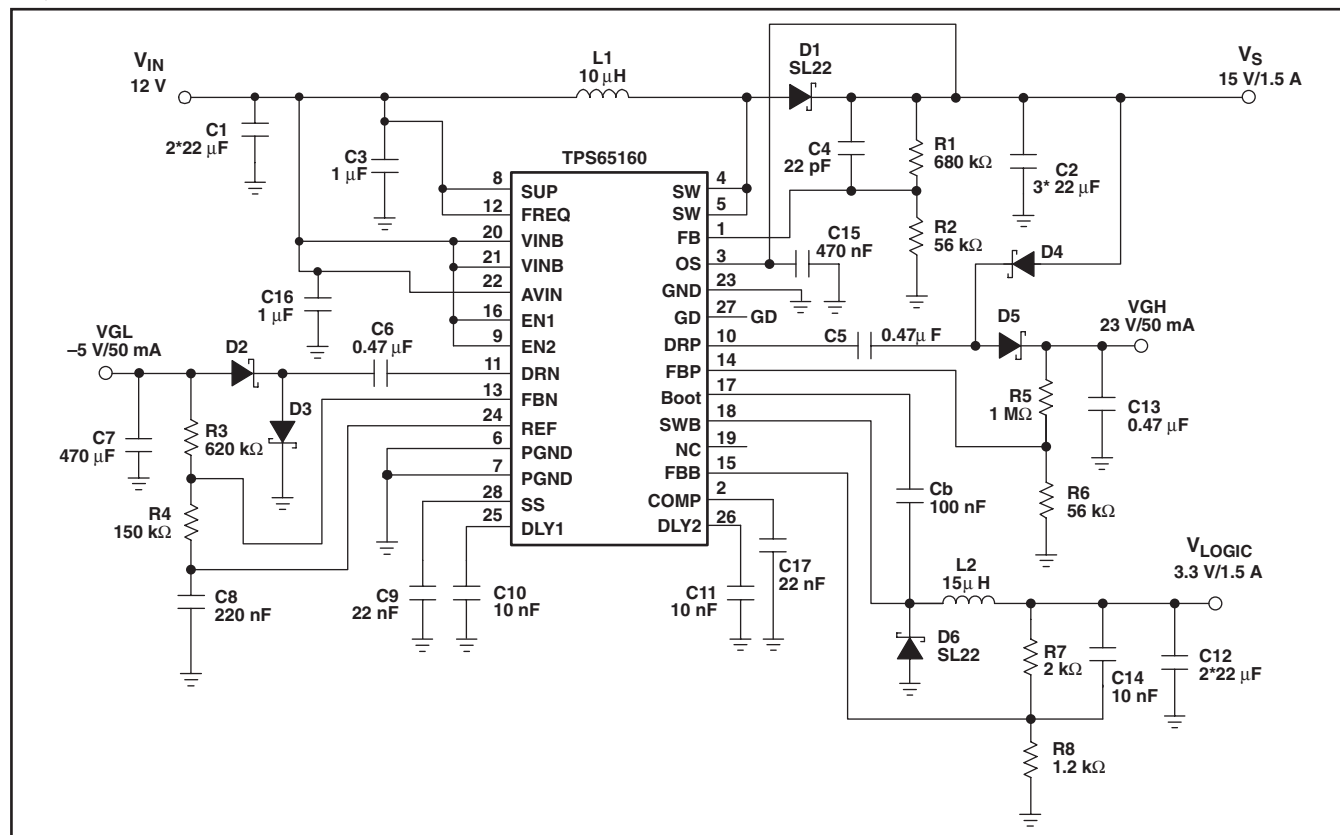 V_IN
12 V
L1
10 μH
D1
SL22
V_S
15 V/1.5 A
C1
2*22 μF
C3
1 μF
TPS65160
C4
22 pF
R1
680 kΩ
C2
3* 22 μF
R2
56 kΩ
C15
470 nF
D4
8
SUP
12
FREQ
20
VINB
21
VINB
22
AVIN
16
EN1
9
EN2
11
DRN
13
FBN
24
REF
6
PGND
7
PGND
28
SS
25
DLY1
4
SW
5
SW
1
FB
3
OS
23
GND
27
GD
GD
10
DRP
14
FBP
17
Boot
18
SWB
19
NC
15
FBB
2
COMP
26
DLY2
C16
1 μF
VGL
–5 V/50 mA
D2
C6
0.47 μF
D3
C7
470 μF
R3
620 kΩ
R4
150 kΩ
C8
220 nF
C9
22 nF
C10
10 nF
C11
10 nF
C17
22 nF
C5
0.47μ F
D5
VGH
23 V/50 mA
R5
1 MΩ
C13
0.47 μF
R6
56 kΩ
Cb
100 nF
L2
15μ H
V_LOGIC
3.3 V/1.5 A
D6
SL22
R7
2 kΩ
C14
10 nF
C12
2*22 μF
R8
1.2 kΩ